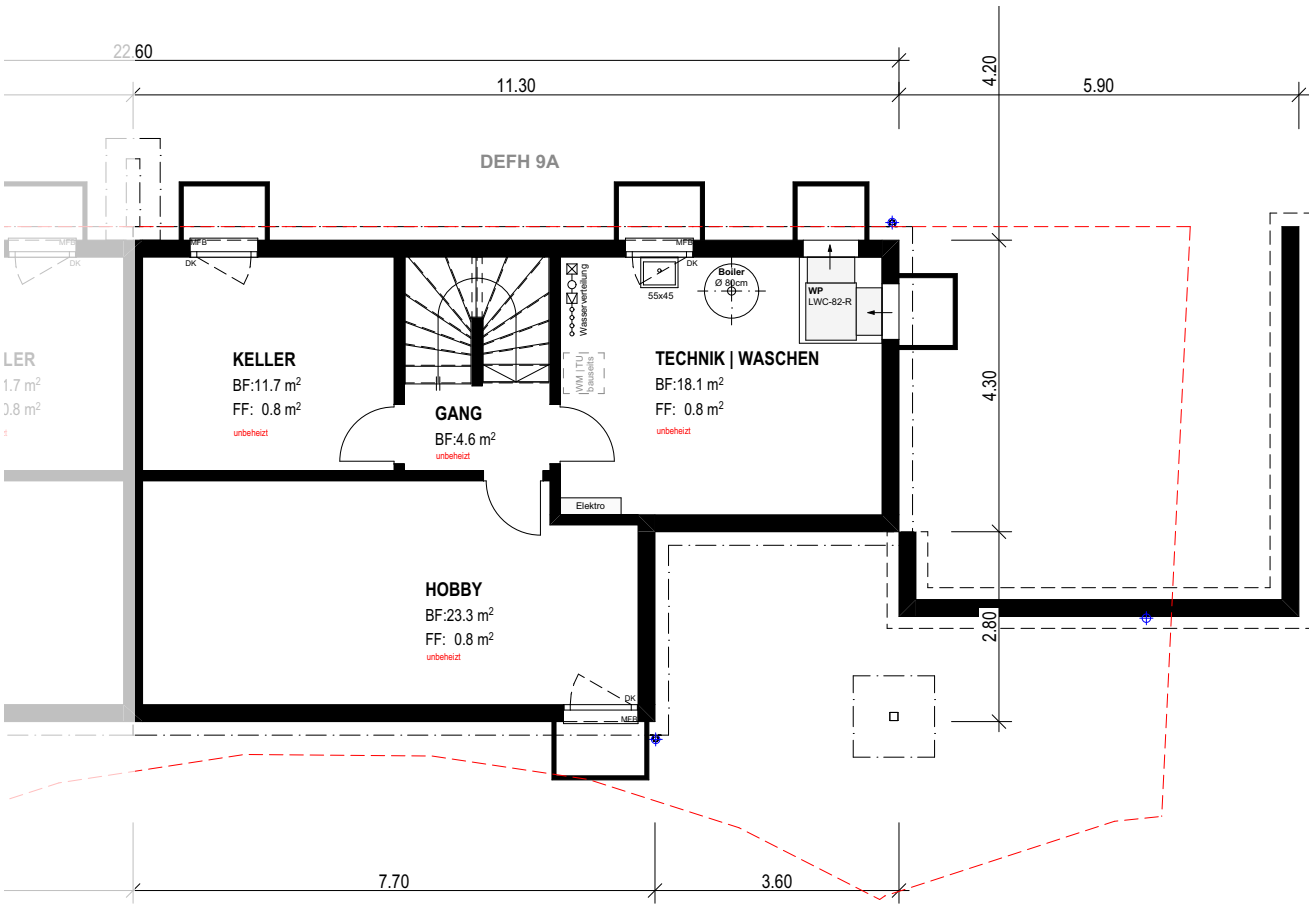 22.60
11.30
4.20
5.90
DEFH 9A
MFB
DK
MFB
DK
MFB
DK
Wasserverteilung
55x45
Boiler
Ø 80cm
WP
LWC-82-R
LLER
1.7 m²
0.8 m²
KELLER
BF:11.7 m²
FF: 0.8 m²
unbeheizt
WM | TU
bauseits
GANG
BF:4.6 m²
unbeheizt
TECHNIK | WASCHEN
BF:18.1 m²
FF: 0.8 m²
unbeheizt
4.30
Elektro
HOBBY
BF:23.3 m²
FF: 0.8 m²
unbeheizt
2.80
DK
MFB
7.70
3.60